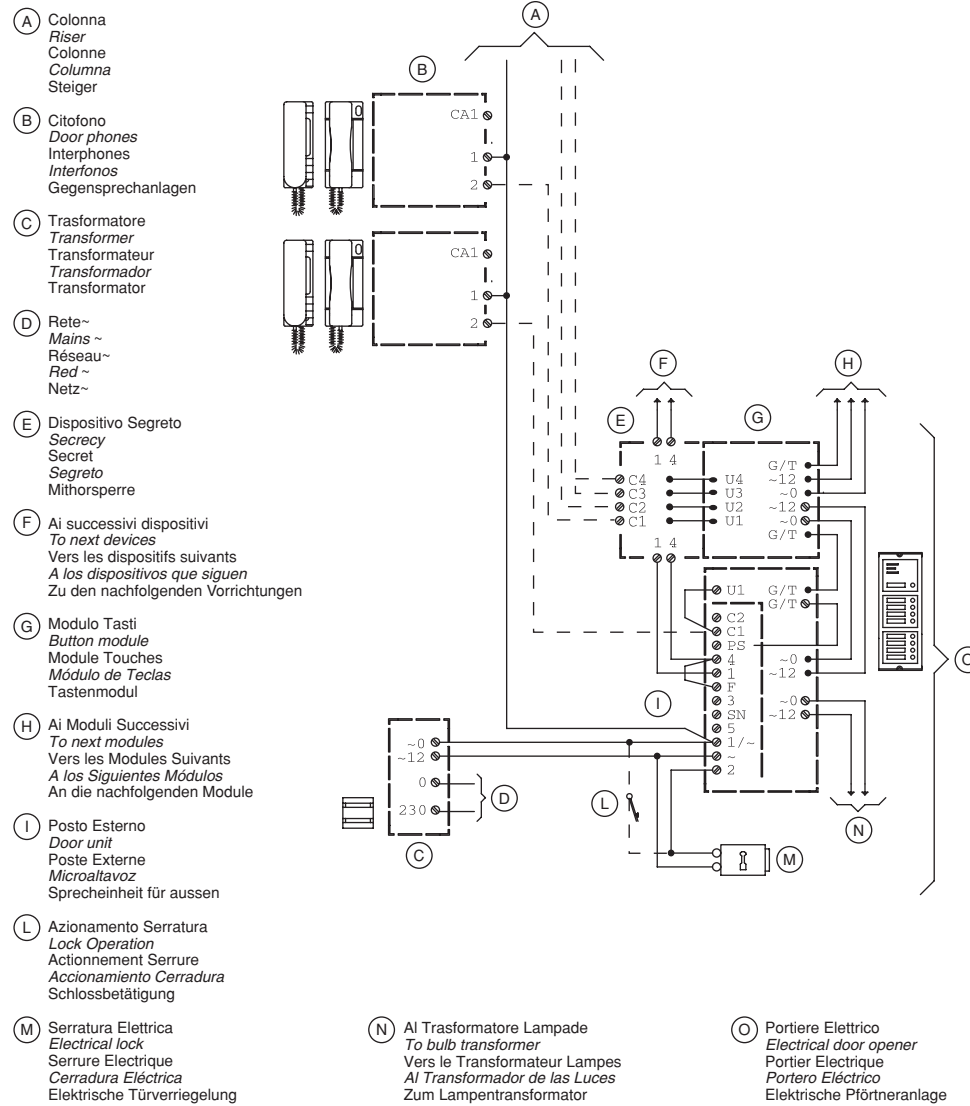 A Colonna
Riser
Colonne
Columna
Steiger
B Citofono
Door phones
Interphones
Interfonos
Gegensprechanlagen
C Trasformatore
Transformer
Transformateur
Transformador
Transformator
D Rete~
Mains ~
Réseau~
Red ~
Netz~
E Dispositivo Segreto
Secrecy
Secret
Segreto
Mithorsperre
F Ai successivi dispositivi
To next devices
Vers les dispositifs suivants
A los dispositivos que siguen
Zu den nachfolgenden Vorrichtungen
G Modulo Tasti
Button module
Module Touches
Módulo de Teclas
Tastenmodul
H Ai Moduli Successivi
To next modules
Vers les Modules Suivants
A los Siguientes Módulos
An die nachfolgenden Module
I Posto Esterno
Door unit
Poste Externe
Microaltavoz
Sprecheinheit für aussen
L Azionamento Serratura
Lock Operation
Actionnement Serrure
Accionamiento Cerradura
Schlossbetätigung
M Serratura Elettrica
Electrical lock
Serrure Electrique
Cerradura Eléctrica
Elektrische Türverriegelung
N Al Trasformatore Lampade
To bulb transformer
Vers le Transformateur Lampes
Al Transformador de las Luces
Zum Lampentransformator
O Portiere Elettrico
Electrical door opener
Portier Electrique
Portero Eléctrico
Elektrische Pförtneranlage
A
B
CA1
1
2
CA1
1
2
F
H
E
G
1 4
C4
C3
C2
C1
1 4
U4
U3
U2
U1
G/T
~12
~0
~12
~0
G/T
U1
G/T
G/T
C2
C1
PS
4
1
F
3
SN
5
1/~
~
2
~0
~12
~0
~12
I
O
~0
~12
0
230
C
D
L
M
N